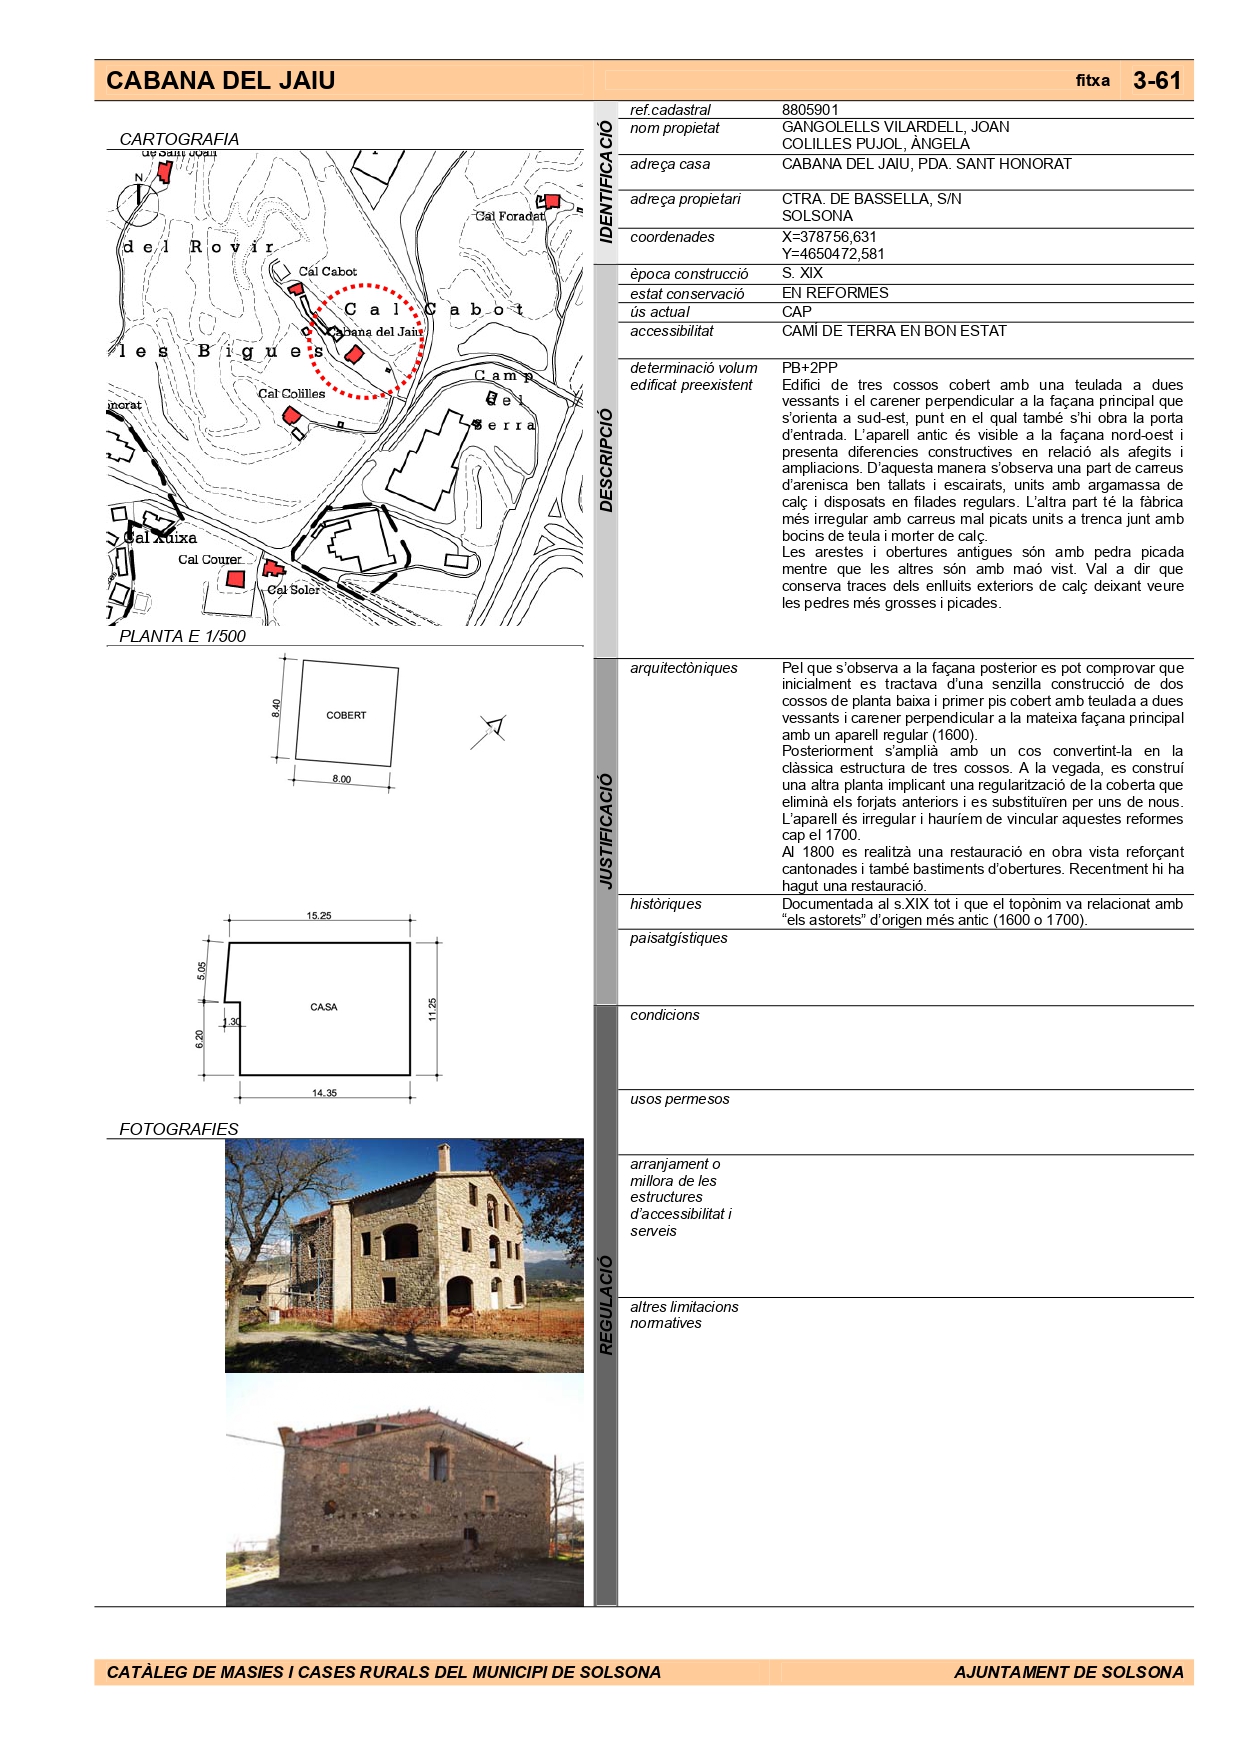 CABANA DEL JAIU
fitxa 3-61
CARTOGRAFIA
de Sant Joan
N
Cal Foradat
del Rovir
Cal Cabot
Cal Cabot
Cabana del Jaiu
les Bigues
Camp
del
Serra
Cal Colilles
norat
Cal Xuixa
Cal Courer
Cal Soler
PLANTA E 1/500
8.40
COBERT
8.00
15.25
5.05
CASA
11.25
1.30
6.20
14.35
FOTOGRAFIES
IDENTIFICACIÓ
ref.cadastral 8805901
nom propietat GANGOLELLS VILARDELL, JOAN
COLILLES PUJOL, ÀNGELA
adreça casa CABANA DEL JAIU, PDA. SANT HONORAT
adreça propietari CTRA. DE BASSELLA, S/N
SOLSONA
coordenades X=378756,631
Y=4650472,581
DESCRIPCIÓ
època construcció S. XIX
estat conservació EN REFORMES
ús actual CAP
accessibilitat CAMÍ DE TERRA EN BON ESTAT
determinació volum PB+2PP
edificat preexistent Edifici de tres cossos cobert amb una teulada a dues
vessants i el carener perpendicular a la façana principal que
s’orienta a sud-est, punt en el qual també s’hi obra la porta
d’entrada. L’aparell antic és visible a la façana nord-oest i
presenta diferencies constructives en relació als afegits i
ampliacions. D’aquesta manera s’observa una part de carreus
d’arenisca ben tallats i escairats, units amb argamassa de
calç i disposats en filades regulars. L’altra part té la fàbrica
més irregular amb carreus mal picats units a trenca junt amb
bocins de teula i morter de calç.
Les arestes i obertures antigues són amb pedra picada
mentre que les altres són amb maó vist. Val a dir que
conserva traces dels enlluits exteriors de calç deixant veure
les pedres més grosses i picades.
JUSTIFICACIÓ
arquitectòniques Pel que s’observa a la façana posterior es pot comprovar que
inicialment es tractava d’una senzilla construcció de dos
cossos de planta baixa i primer pis cobert amb teulada a dues
vessants i carener perpendicular a la mateixa façana principal
amb un aparell regular (1600).
Posteriorment s’amplià amb un cos convertint-la en la
clàssica estructura de tres cossos. A la vegada, es construí
una altra planta implicant una regularització de la coberta que
eliminà els forjats anteriors i es substituïren per uns de nous.
L’aparell és irregular i hauríem de vincular aquestes reformes
cap el 1700.
Al 1800 es realitzà una restauració en obra vista reforçant
cantonades i també bastiments d’obertures. Recentment hi ha
hagut una restauració.
històriques Documentada al s.XIX tot i que el topònim va relacionat amb
“els astorets” d’origen més antic (1600 o 1700).
paisatgístiques
REGULACIÓ
condicions
usos permesos
arranjament o
millora de les
estructures
d’accessibilitat i
serveis
altres limitacions
normatives
CATÀLEG DE MASIES I CASES RURALS DEL MUNICIPI DE SOLSONA
AJUNTAMENT DE SOLSONA